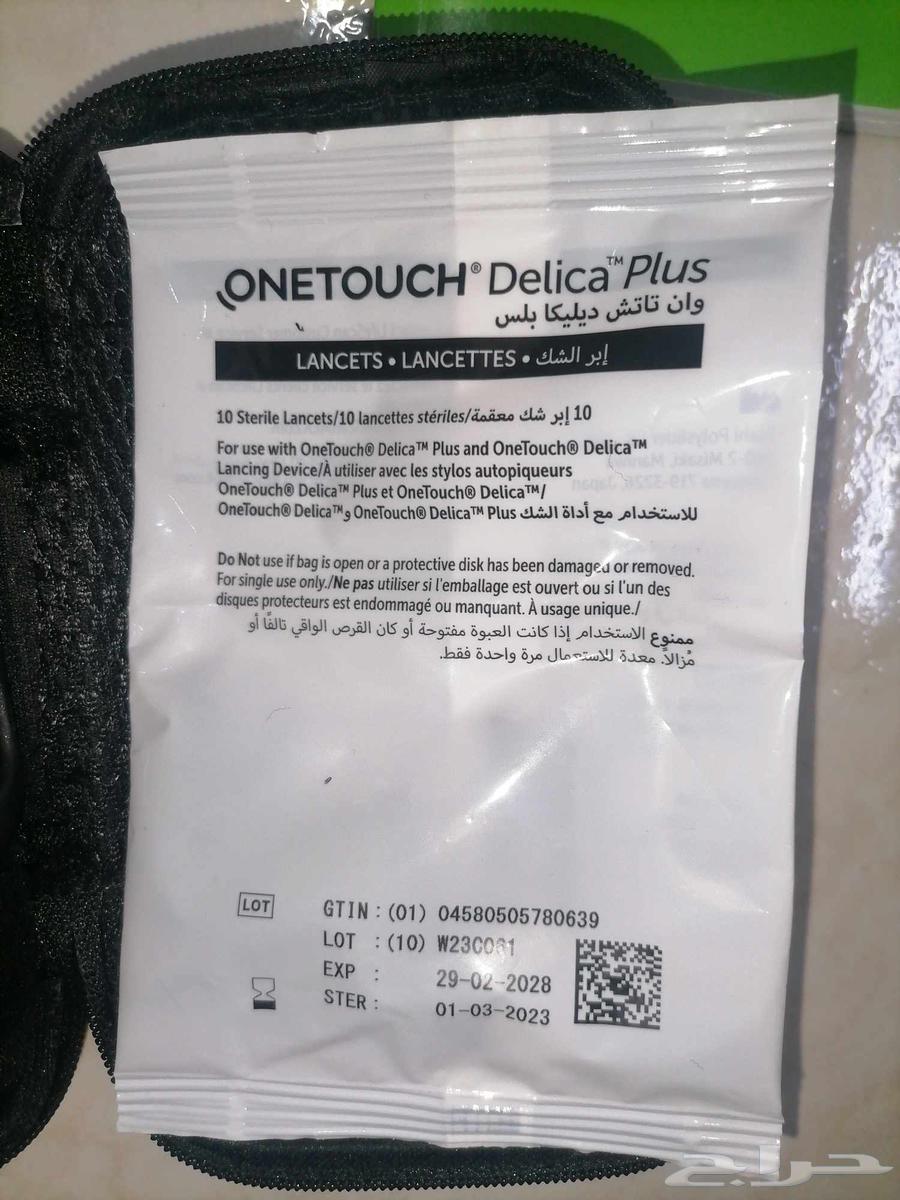 ONETOUCH® Delica™ Plus
وان تاتش ديليكا بلس
LANCETS • LANCETTES • إبر الشك
10 Sterile Lancets/10 lancettes stériles/10 إبر شك معقمة
For use with OneTouch® Delica™ Plus and OneTouch® Delica™
Lancing Device/À utiliser avec les stylos autopiqueurs
OneTouch® Delica™ Plus et OneTouch® Delica™/
للاستخدام مع أداة الشك OneTouch® Delica™ Plus و OneTouch® Delica™
Do Not use if bag is open or a protective disk has been damaged or removed.
For single use only./Ne pas utiliser si l'emballage est ouvert ou si l'un des
disques protecteurs est endommagé ou manquant. À usage unique./
ممنوع الاستخدام إذا كانت العبوة مفتوحة أو كان القرص الواقي تالفًا أو
مُزالاً. معدة للاستعمال مرة واحدة فقط.
LOT
GTIN : (01) 04580505780639
LOT : (10) W23C061
EXP : 29-02-2028
STER : 01-03-2023
حراج